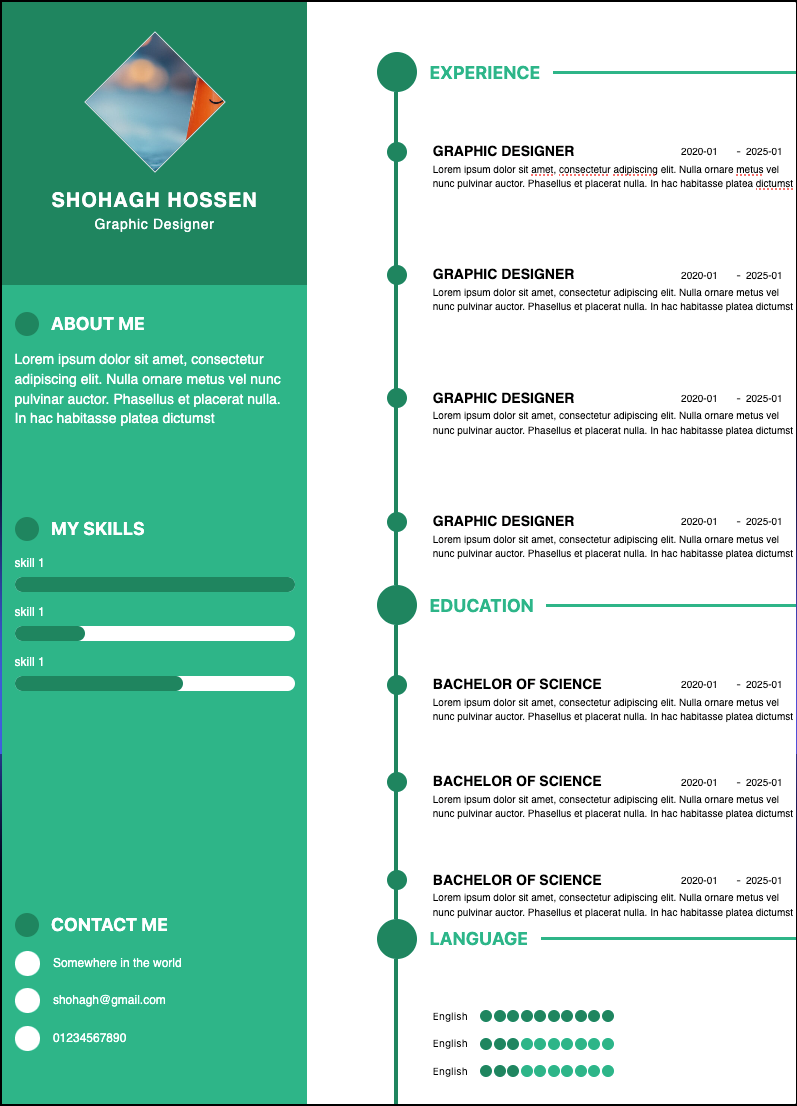 SHOHAGH HOSSEN
Graphic Designer
ABOUT ME
Lorem ipsum dolor sit amet, consectetur
adipiscing elit. Nulla ornare metus vel nunc
pulvinar auctor. Phasellus et placerat nulla.
In hac habitasse platea dictumst
MY SKILLS
skill 1
skill 1
skill 1
CONTACT ME
Somewhere in the world
shohagh@gmail.com
01234567890
EXPERIENCE
GRAPHIC DESIGNER 2020-01 - 2025-01
Lorem ipsum dolor sit amet, consectetur adipiscing elit. Nulla ornare metus vel
nunc pulvinar auctor. Phasellus et placerat nulla. In hac habitasse platea dictumst
GRAPHIC DESIGNER 2020-01 - 2025-01
Lorem ipsum dolor sit amet, consectetur adipiscing elit. Nulla ornare metus vel
nunc pulvinar auctor. Phasellus et placerat nulla. In hac habitasse platea dictumst
GRAPHIC DESIGNER 2020-01 - 2025-01
Lorem ipsum dolor sit amet, consectetur adipiscing elit. Nulla ornare metus vel
nunc pulvinar auctor. Phasellus et placerat nulla. In hac habitasse platea dictumst
GRAPHIC DESIGNER 2020-01 - 2025-01
Lorem ipsum dolor sit amet, consectetur adipiscing elit. Nulla ornare metus vel
nunc pulvinar auctor. Phasellus et placerat nulla. In hac habitasse platea dictumst
EDUCATION
BACHELOR OF SCIENCE 2020-01 - 2025-01
Lorem ipsum dolor sit amet, consectetur adipiscing elit. Nulla ornare metus vel
nunc pulvinar auctor. Phasellus et placerat nulla. In hac habitasse platea dictumst
BACHELOR OF SCIENCE 2020-01 - 2025-01
Lorem ipsum dolor sit amet, consectetur adipiscing elit. Nulla ornare metus vel
nunc pulvinar auctor. Phasellus et placerat nulla. In hac habitasse platea dictumst
BACHELOR OF SCIENCE 2020-01 - 2025-01
Lorem ipsum dolor sit amet, consectetur adipiscing elit. Nulla ornare metus vel
nunc pulvinar auctor. Phasellus et placerat nulla. In hac habitasse platea dictumst
LANGUAGE
English
English
English